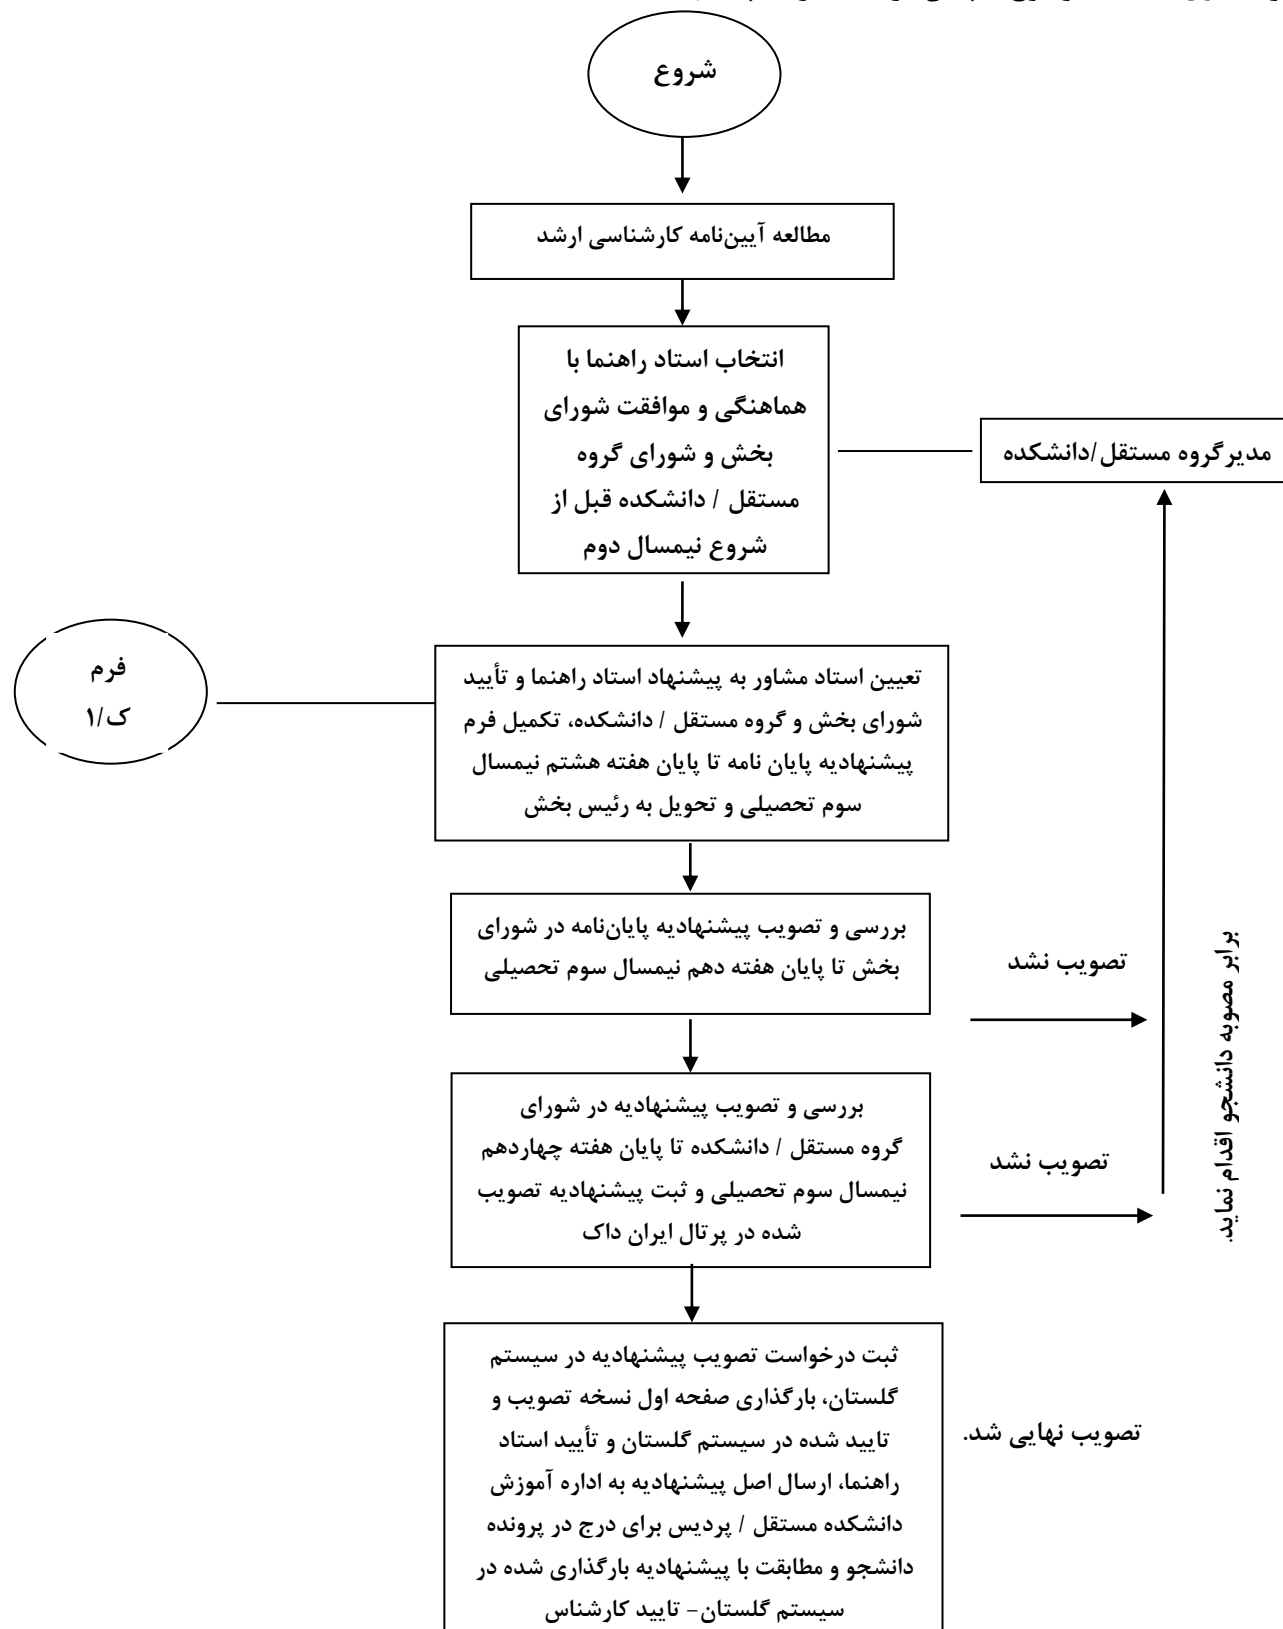 شروع
مطالعه آیین‌نامه کارشناسی ارشد
انتخاب استاد راهنما با
هماهنگی و موافقت شورای
بخش و شورای گروه
مستقل / دانشکده قبل از
شروع نیمسال دوم
مدیرگروه مستقل/دانشکده
فرم
ک/۱
تعیین استاد مشاور به پیشنهاد استاد راهنما و تأیید
شورای بخش و گروه مستقل / دانشکده، تکمیل فرم
پیشنهادیه پایان نامه تا پایان هفته هشتم نیمسال
سوم تحصیلی و تحویل به رئیس بخش
بررسی و تصویب پیشنهادیه پایان‌نامه در شورای
بخش تا پایان هفته دهم نیمسال سوم تحصیلی
تصویب نشد
برابر مصوبه دانشجو اقدام نماید.
بررسی و تصویب پیشنهادیه در شورای
گروه مستقل / دانشکده تا پایان هفته چهاردهم
نیمسال سوم تحصیلی و ثبت پیشنهادیه تصویب
شده در پرتال ایران داک
تصویب نشد
ثبت درخواست تصویب پیشنهادیه در سیستم
گلستان، بارگذاری صفحه اول نسخه تصویب و
تایید شده در سیستم گلستان و تأیید استاد
راهنما، ارسال اصل پیشنهادیه به اداره آموزش
دانشکده مستقل / پردیس برای درج در پرونده
دانشجو و مطابقت با پیشنهادیه بارگذاری شده در
سیستم گلستان– تایید کارشناس
تصویب نهایی شد.